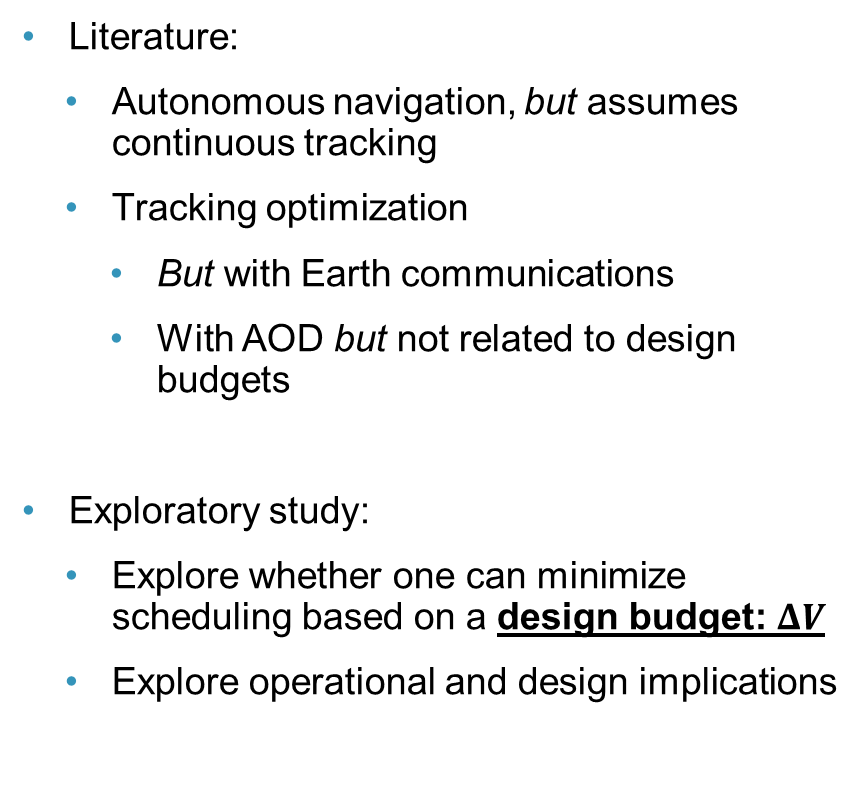 • Literature:
• Autonomous navigation, but assumes
continuous tracking
• Tracking optimization
• But with Earth communications
• With AOD but not related to design
budgets
• Exploratory study:
• Explore whether one can minimize
scheduling based on a design budget: ΔV
• Explore operational and design implications